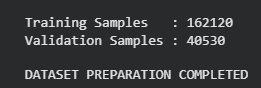 Training Samples   : 162120
Validation Samples : 40530
DATASET PREPARATION COMPLETED